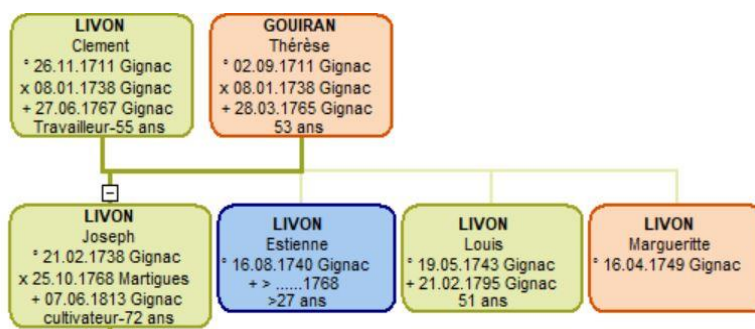 LIVON
Clement
° 26.11.1711 Gignac
x 08.01.1738 Gignac
+ 27.06.1767 Gignac
Travailleur-55 ans
GOUIRAN
Thérèse
° 02.09.1711 Gignac
x 08.01.1738 Gignac
+ 28.03.1765 Gignac
53 ans
LIVON
Joseph
° 21.02.1738 Gignac
x 25.10.1768 Martigues
+ 07.06.1813 Gignac
cultivateur-72 ans
LIVON
Estienne
° 16.08.1740 Gignac
+ > ......1768
>27 ans
LIVON
Louis
° 19.05.1743 Gignac
+ 21.02.1795 Gignac
51 ans
LIVON
Margueritte
° 16.04.1749 Gignac